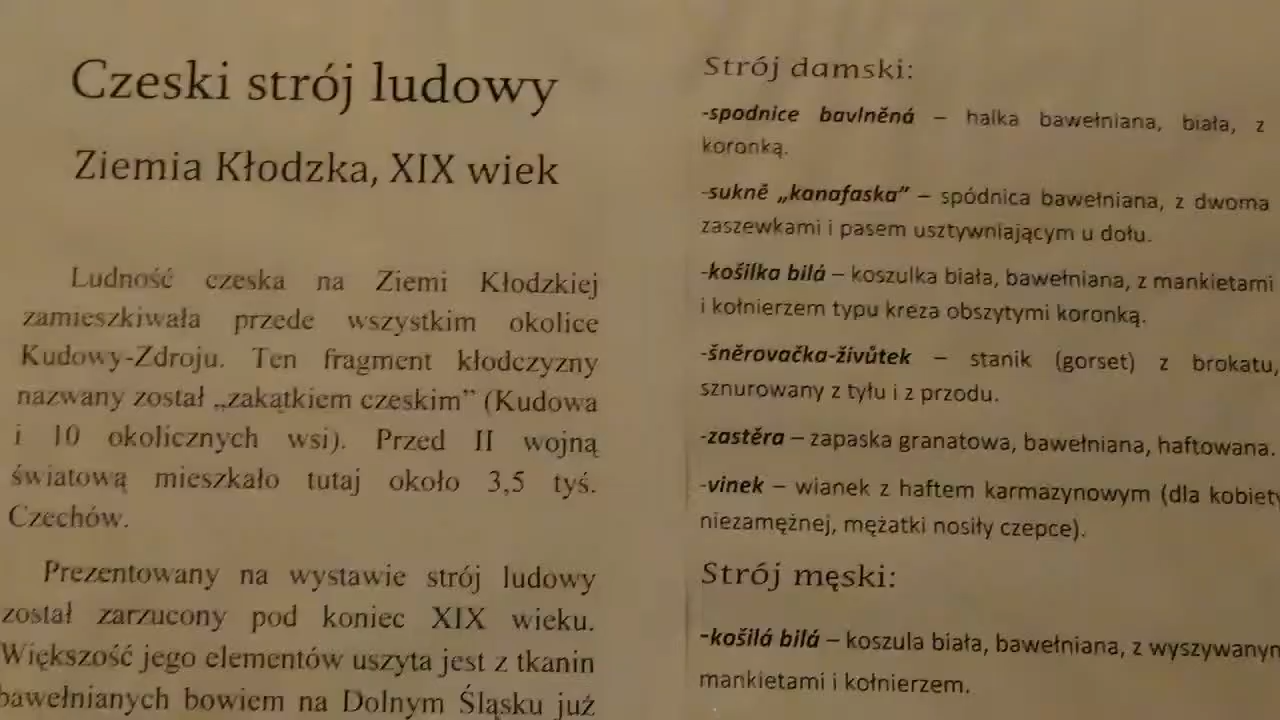 Czeski strój ludowy
Ziemia Kłodzka, XIX wiek
Ludność czeska na Ziemi Kłodzkiej
zamieszkiwała przede wszystkim okolice
Kudowy-Zdroju. Ten fragment kłodczyzny
nazwany został „zakątkiem czeskim” (Kudowa
i 10 okolicznych wsi). Przed II wojną
światową mieszkało tutaj około 3,5 tyś.
Czechów.
Prezentowany na wystawie strój ludowy
został zarzucony pod koniec XIX wieku.
Większość jego elementów uszyta jest z tkanin
bawełnianych bowiem na Dolnym Śląsku już
Strój damski:
-spodnice bavlněná – halka bawełniana, biała, z
koronką.
-sukně „kanafaska” – spódnica bawełniana, z dwoma
zaszewkami i pasem usztywniającym u dołu.
-košilka bilá – koszulka biała, bawełniana, z mankietami
i kołnierzem typu kreza obszytymi koronką.
-šněrovačka-živůtek – stanik (gorset) z brokatu,
sznurowany z tyłu i z przodu.
-zastěra – zapaska granatowa, bawełniana, haftowana.
-vinek – wianek z haftem karmazynowym (dla kobiety
niezamężnej, mężatki nosiły czepce).
Strój męski:
-košilá bilá – koszula biała, bawełniana, z wyszywanym
mankietami i kołnierzem.